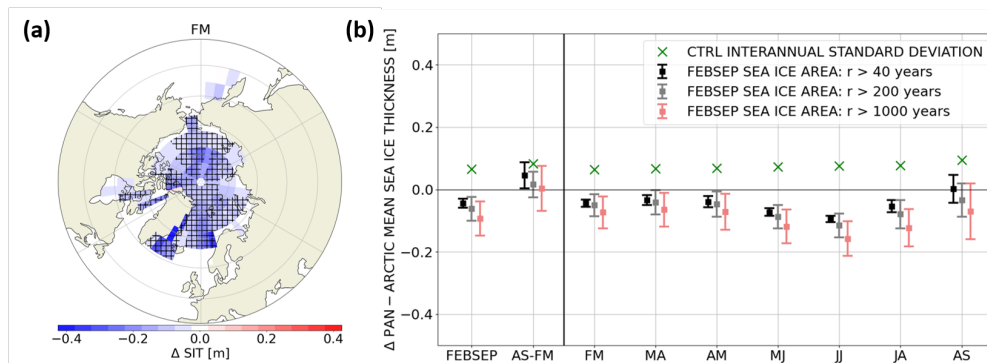 (a)
FM
−0.4 −0.2 0.0 0.2 0.4
Δ SIT [m]
(b)
Δ PAN − ARCTIC MEAN SEA ICE THICKNESS [m]
0.4
0.2
0.0
−0.2
−0.4
CTRL INTERANNUAL STANDARD DEVIATION
FEBSEP SEA ICE AREA: r > 40 years
FEBSEP SEA ICE AREA: r > 200 years
FEBSEP SEA ICE AREA: r > 1000 years
FEBSEP AS-FM FM MA AM MJ JJ JA AS